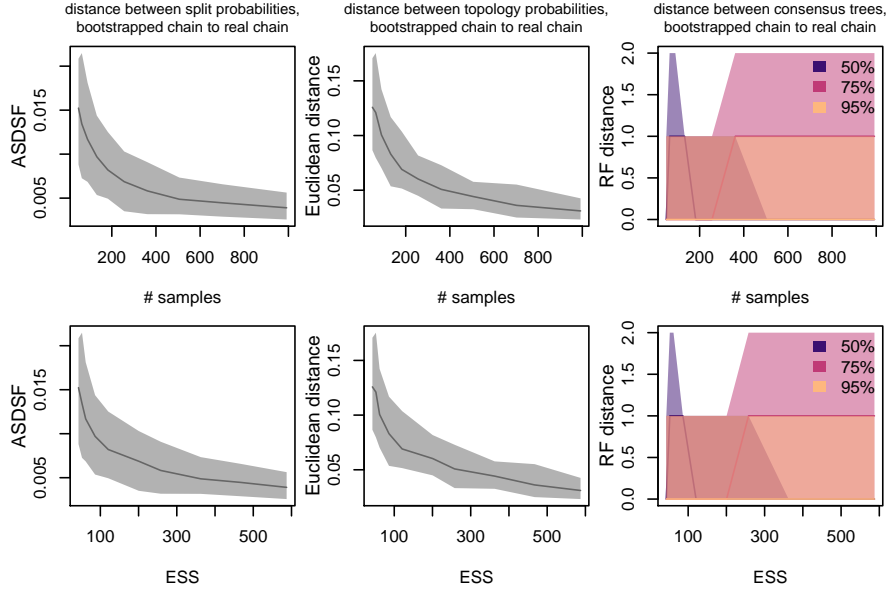 distance between split probabilities,
bootstrapped chain to real chain
distance between topology probabilities,
bootstrapped chain to real chain
distance between consensus trees,
bootstrapped chain to real chain
ASDSF
0.005
0.015
200
400
600
800
# samples
Euclidean distance
0.05
0.10
0.15
200
400
600
800
# samples
RF distance
0.0
0.5
1.0
1.5
2.0
50%
75%
95%
200
400
600
800
# samples
ASDSF
0.005
0.015
100
300
500
ESS
Euclidean distance
0.05
0.10
0.15
100
300
500
ESS
RF distance
0.0
0.5
1.0
1.5
2.0
50%
75%
95%
100
300
500
ESS